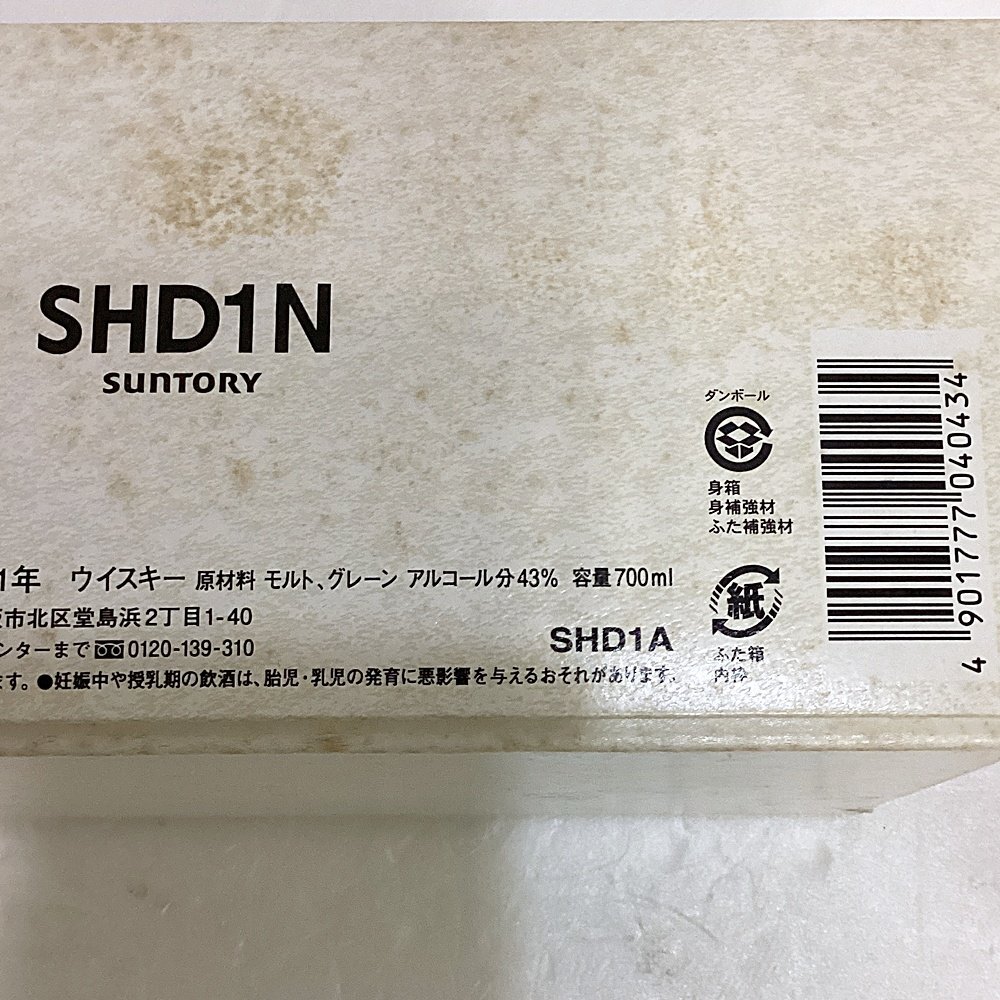 SHD1N
SUNTORY
1年 ウイスキー 原材料 モルト、グレーン アルコール分43% 容量700ml
市北区堂島浜2丁目1-40
ンターまで 0120-139-310
SHD1A
ます。●妊娠中や授乳期の飲酒は、胎児・乳児の発育に悪影響を与えるおそれがあります。
ダンボール
身箱
身補強材
ふた補強材
紙
ふた箱
内枠
4 901777 040434